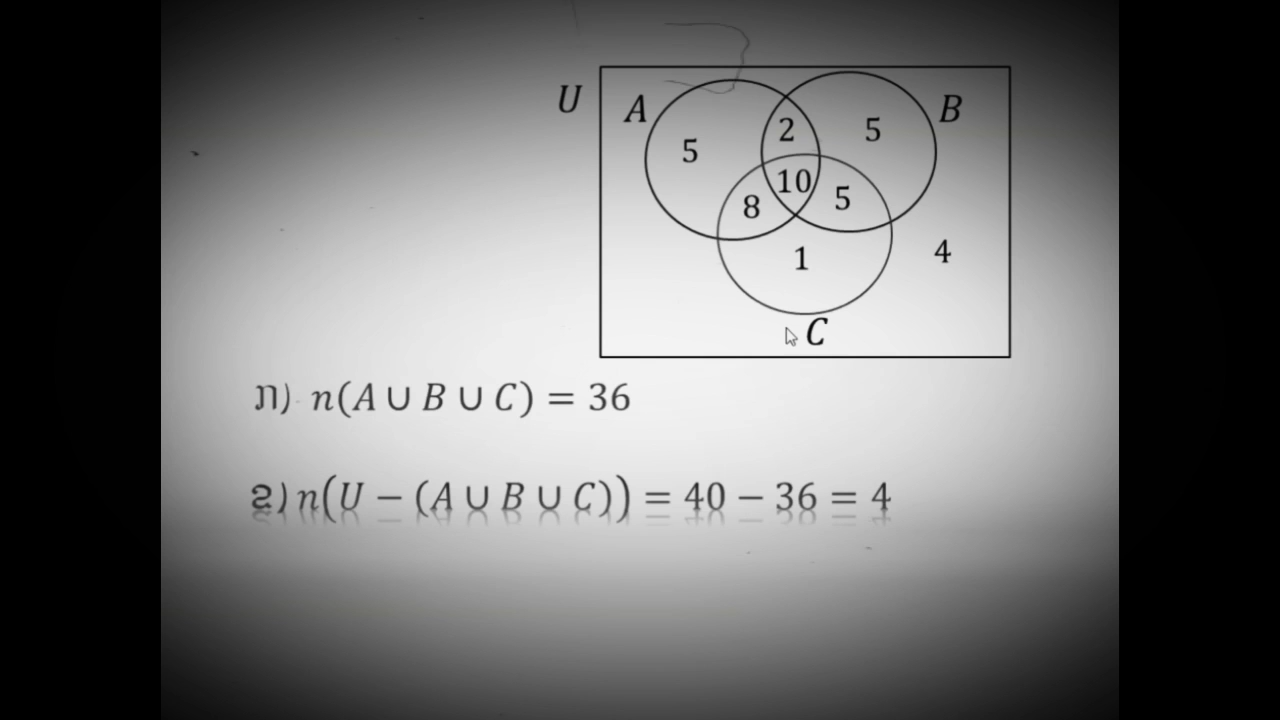 U
A
B
2
5
5
10
8
5
1
4
C
ກ) n(A ∪ B ∪ C) = 36
ຂ) n(U − (A ∪ B ∪ C)) = 40 − 36 = 4